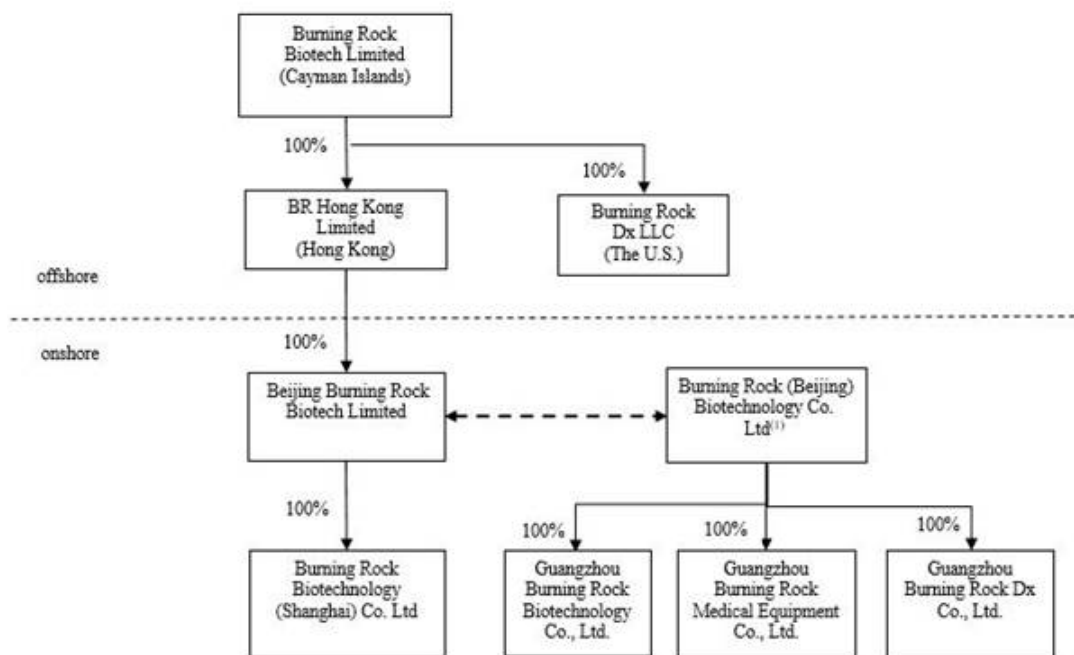 Burning Rock
Biotech Limited
(Cayman Islands)
100%
100%
BR Hong Kong
Limited
(Hong Kong)
Burning Rock
Dx LLC
(The U.S.)
offshore
onshore
100%
Beijing Burning Rock
Biotech Limited
Burning Rock (Beijing)
Biotechnology Co.
Ltd(1)
100%
100%
100%
100%
Burning Rock
Biotechnology
(Shanghai) Co. Ltd
Guangzhou
Burning Rock
Biotechnology
Co., Ltd.
Guangzhou
Burning Rock
Medical Equipment
Co., Ltd.
Guangzhou
Burning Rock Dx
Co., Ltd.